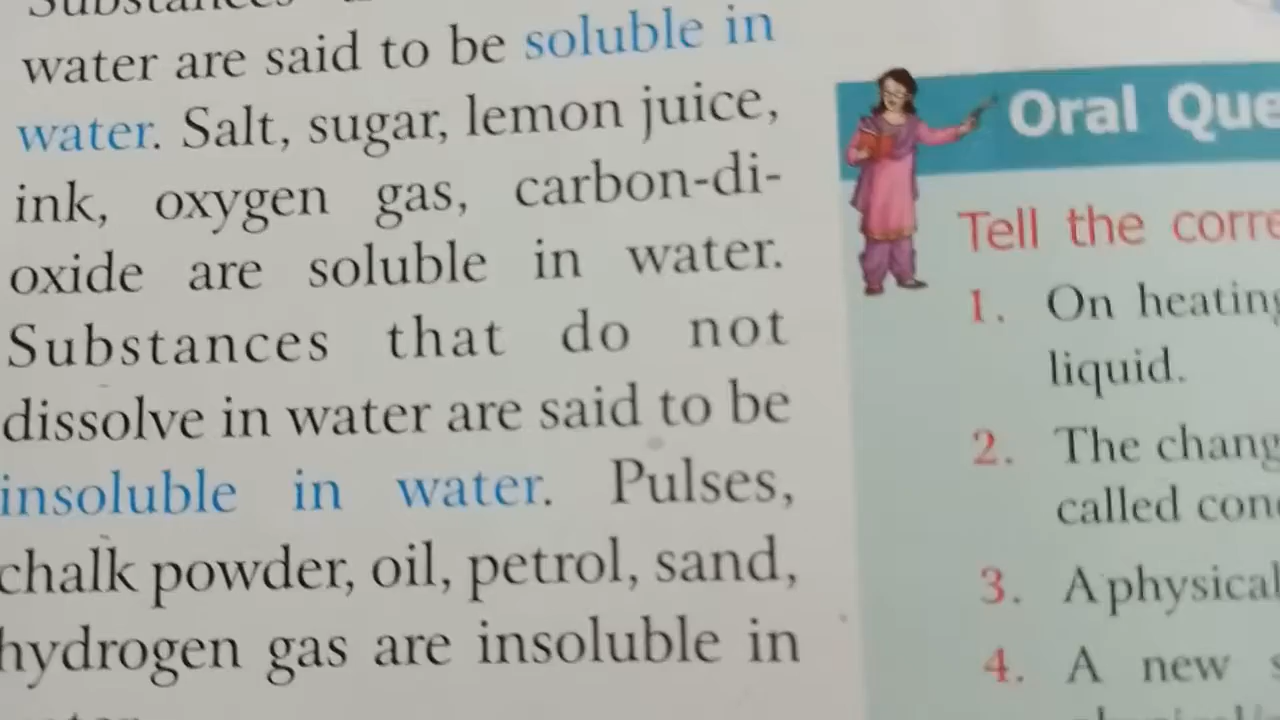 water are said to be soluble in
water. Salt, sugar, lemon juice,
ink, oxygen gas, carbon-di-
oxide are soluble in water.
Substances that do not
dissolve in water are said to be
insoluble in water. Pulses,
chalk powder, oil, petrol, sand,
hydrogen gas are insoluble in
Oral Que
Tell the corre
1. On heating
liquid.
2. The chang
called con
3. A physical
4. A new s